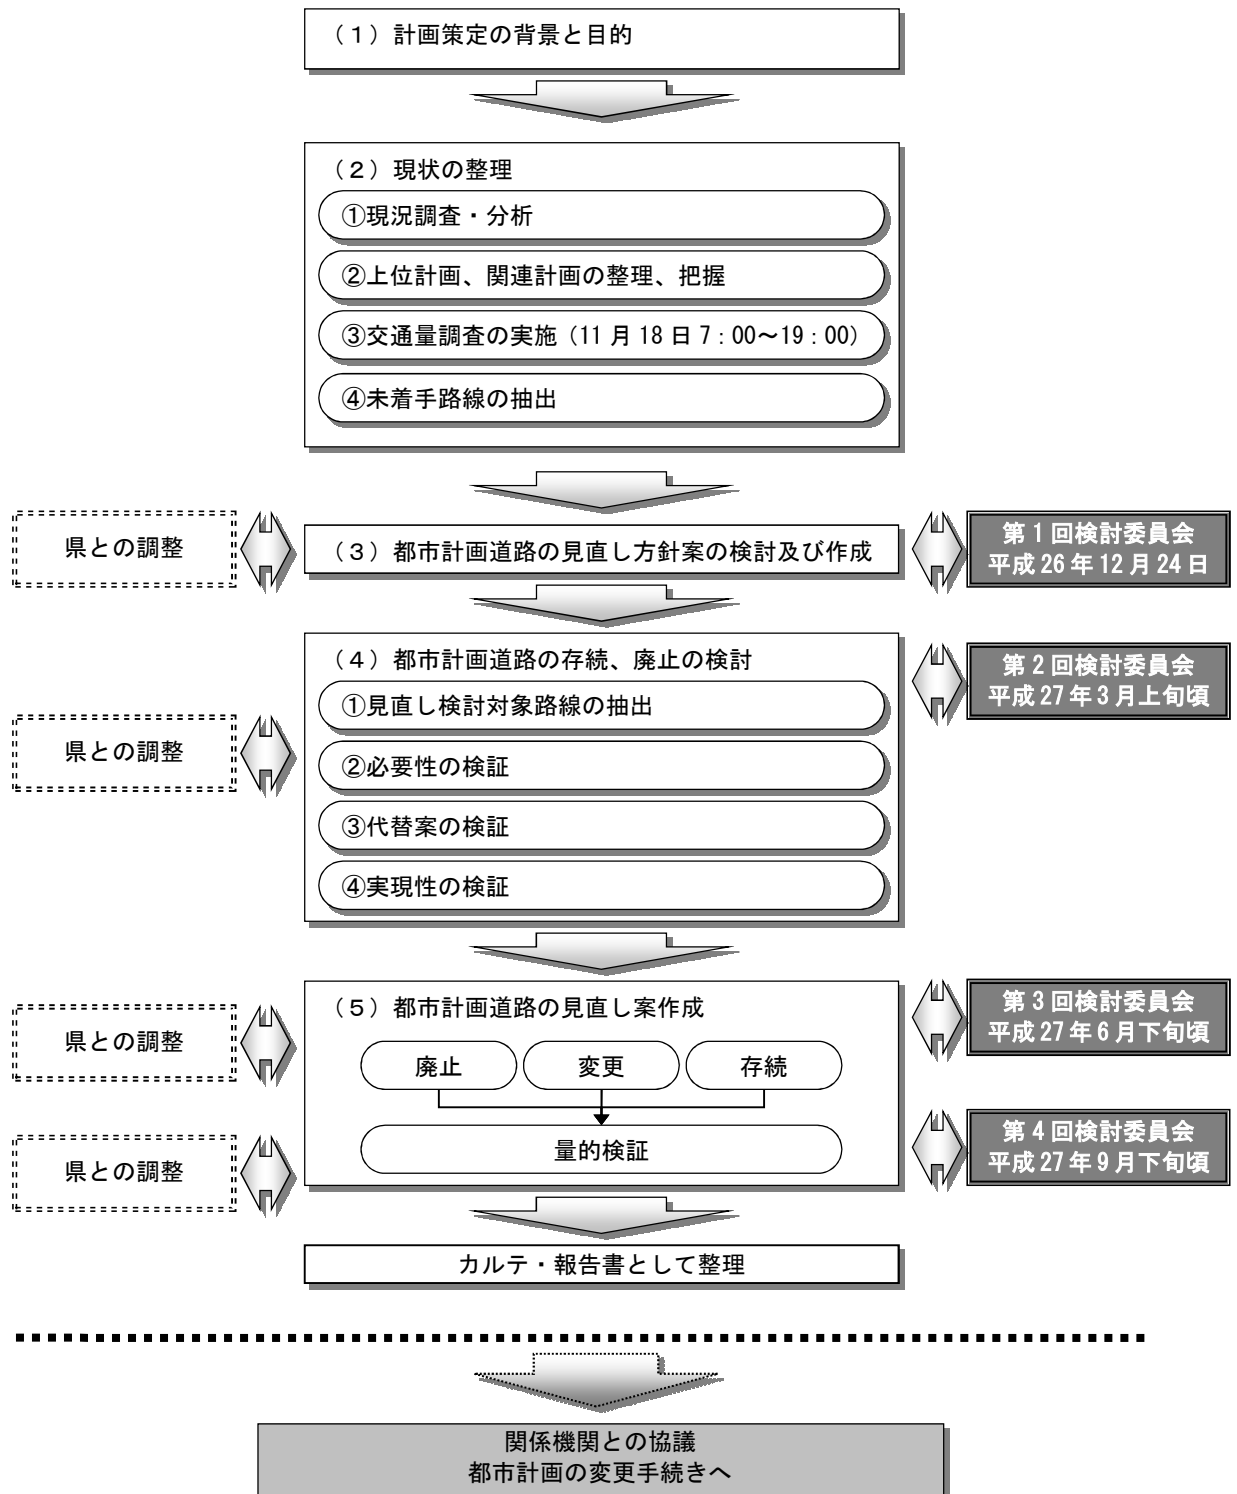 （１）計画策定の背景と目的
（２）現状の整理
①現況調査・分析
②上位計画、関連計画の整理、把握
③交通量調査の実施（11 月 18 日 7：00～19：00）
④未着手路線の抽出
県との調整
（３）都市計画道路の見直し方針案の検討及び作成
第 1 回検討委員会
平成 26 年 12 月 24 日
（４）都市計画道路の存続、廃止の検討
①見直し検討対象路線の抽出
②必要性の検証
③代替案の検証
④実現性の検証
県との調整
第 2 回検討委員会
平成 27 年 3 月上旬頃
（５）都市計画道路の見直し案作成
廃止
変更
存続
量的検証
県との調整
県との調整
第 3 回検討委員会
平成 27 年 6 月下旬頃
第 4 回検討委員会
平成 27 年 9 月下旬頃
カルテ・報告書として整理
関係機関との協議
都市計画の変更手続きへ